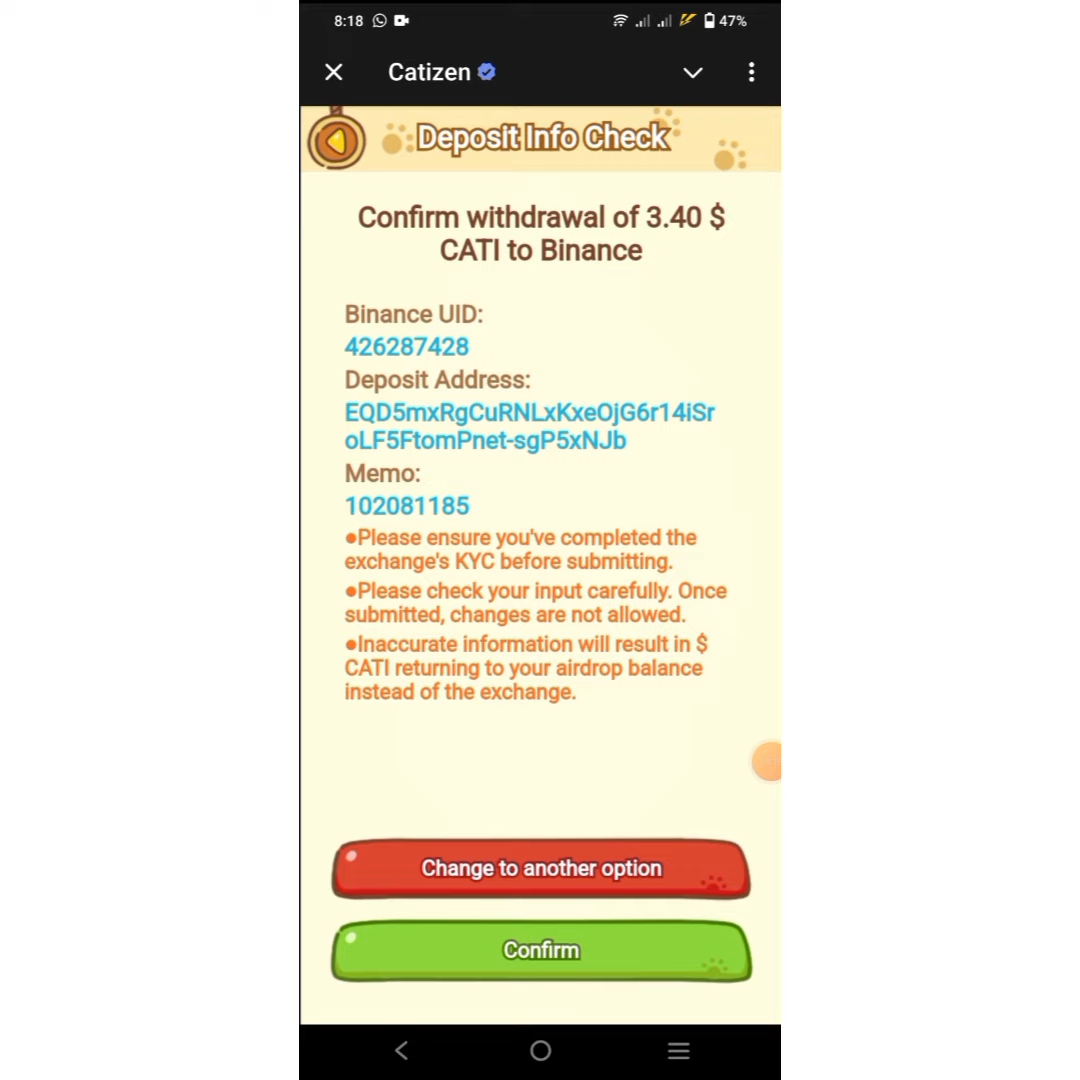 8:18 47%
Catizen
Deposit Info Check
Confirm withdrawal of 3.40 $
CATI to Binance
Binance UID:
426287428
Deposit Address:
EQD5mxRgCuRNLxKxeOjG6r14iSr
oLF5FtomPnet-sgP5xNJb
Memo:
102081185
●Please ensure you've completed the
exchange's KYC before submitting.
●Please check your input carefully. Once
submitted, changes are not allowed.
●Inaccurate information will result in $
CATI returning to your airdrop balance
instead of the exchange.
Change to another option
Confirm